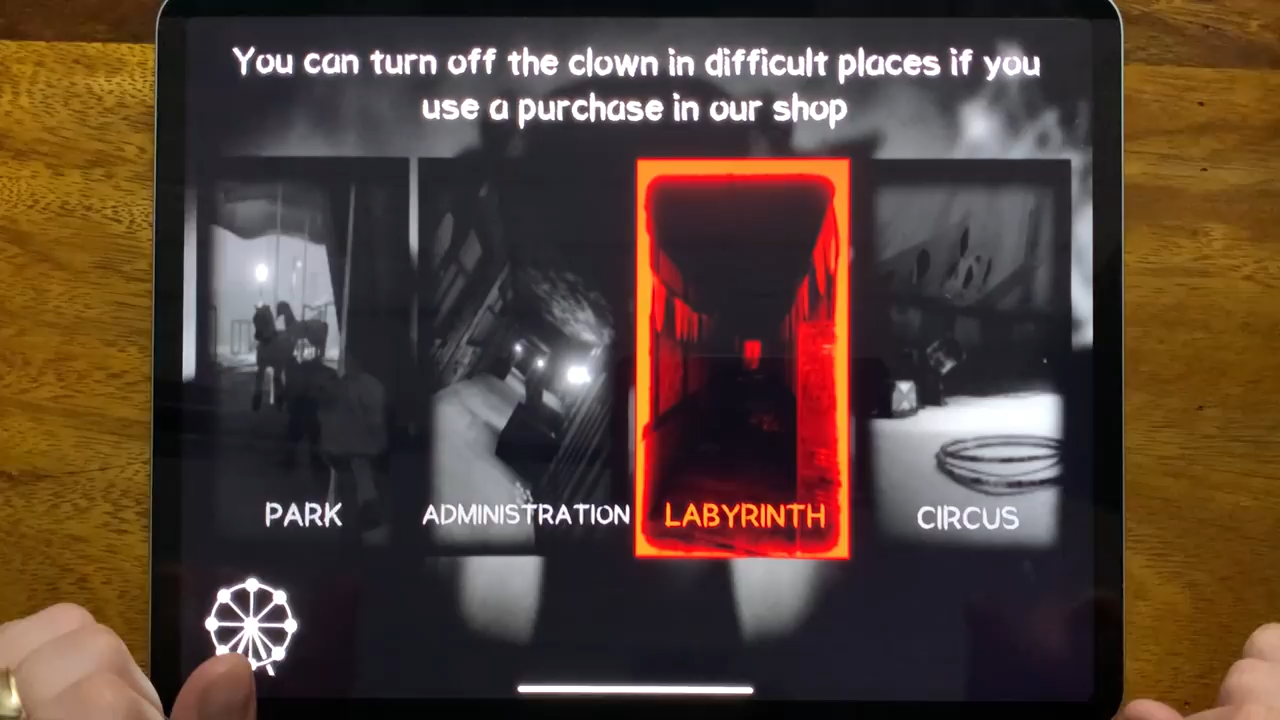 You can turn off the clown in difficult places if you
use a purchase in our shop
PARK
ADMINISTRATION
LABYRINTH
CIRCUS